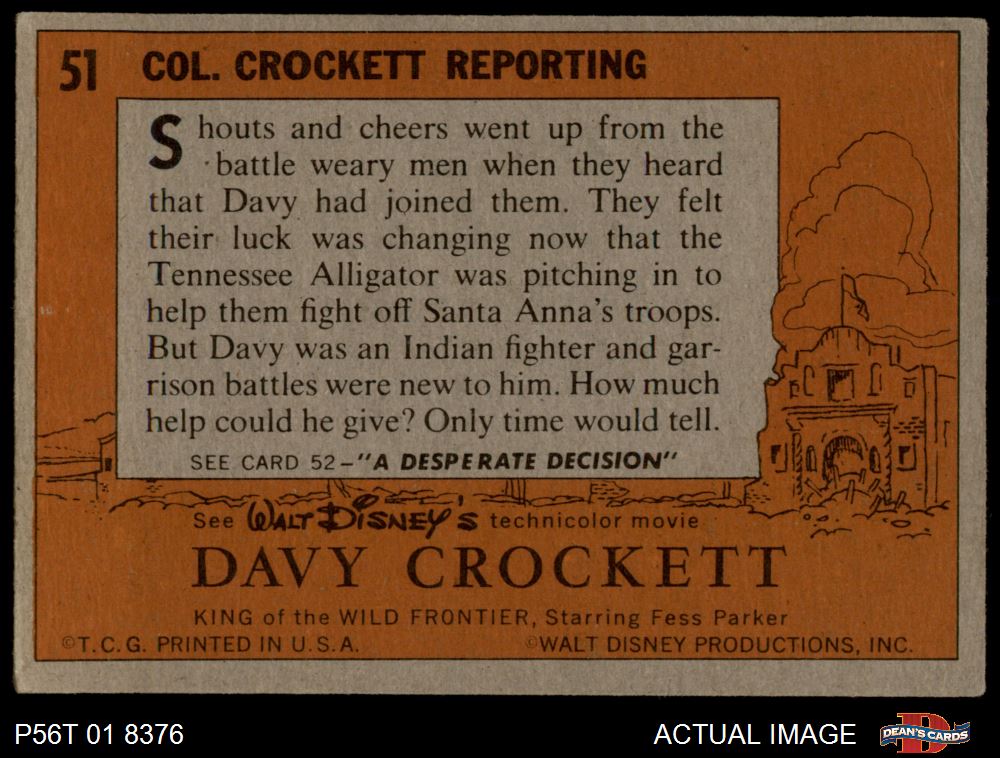 51 COL. CROCKETT REPORTING
Shouts and cheers went up from the
battle weary men when they heard
that Davy had joined them. They felt
their luck was changing now that the
Tennessee Alligator was pitching in to
help them fight off Santa Anna's troops.
But Davy was an Indian fighter and gar-
rison battles were new to him. How much
help could he give? Only time would tell.
SEE CARD 52-"A DESPERATE DECISION"
See WALT DISNEY'S technicolor movie
DAVY CROCKETT
KING of the WILD FRONTIER, Starring Fess Parker
©T.C.G. PRINTED IN U.S.A. ©WALT DISNEY PRODUCTIONS, INC.
P56T 01 8376 ACTUAL IMAGE DEAN'S CARDS